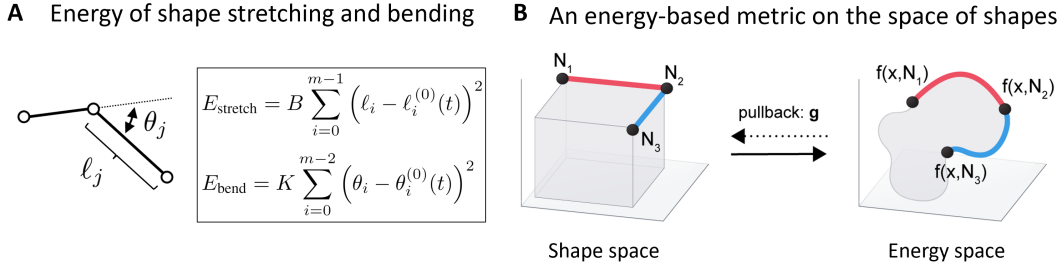 A Energy of shape stretching and bending
θ_j
ℓ_j
E_stretch = B ∑_{i=0}^{m−1} (ℓ_i − ℓ_i^{(0)}(t))^2
E_bend = K ∑_{i=0}^{m−2} (θ_i − θ_i^{(0)}(t))^2
B An energy-based metric on the space of shapes
N_1
N_2
N_3
Shape space
pullback: g
f(x,N_1)
f(x,N_2)
f(x,N_3)
Energy space